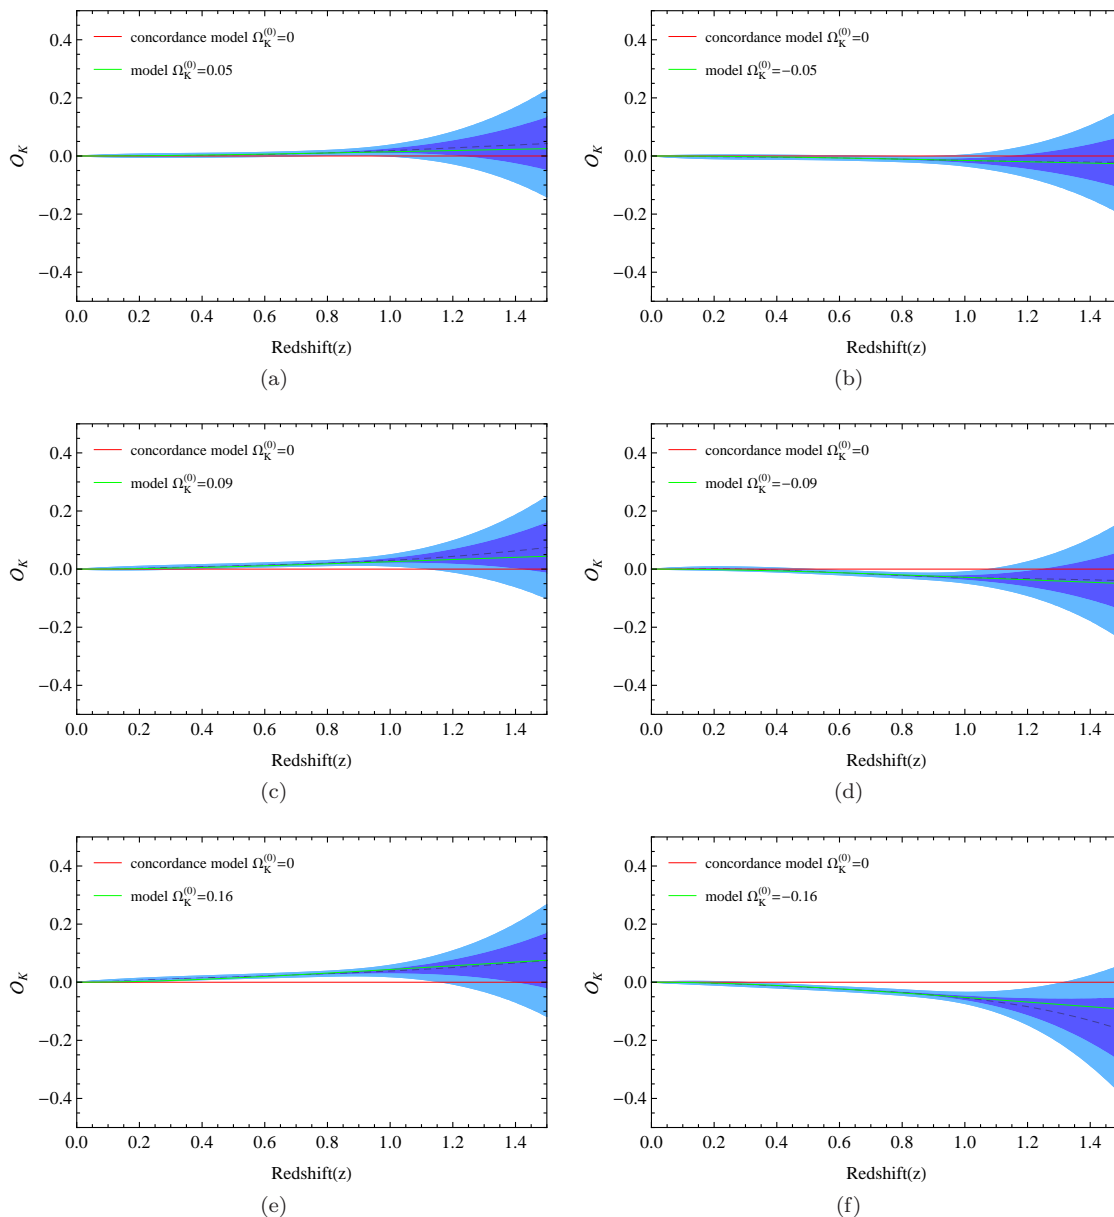 0.4
0.2
0.0
−0.2
−0.4
O_K
concordance model Ω_K^(0)=0
model Ω_K^(0)=0.05
0.0 0.2 0.4 0.6 0.8 1.0 1.2 1.4
Redshift(z)
(a)
0.4
0.2
0.0
−0.2
−0.4
O_K
concordance model Ω_K^(0)=0
model Ω_K^(0)=−0.05
0.0 0.2 0.4 0.6 0.8 1.0 1.2 1.4
Redshift(z)
(b)
0.4
0.2
0.0
−0.2
−0.4
O_K
concordance model Ω_K^(0)=0
model Ω_K^(0)=0.09
0.0 0.2 0.4 0.6 0.8 1.0 1.2 1.4
Redshift(z)
(c)
0.4
0.2
0.0
−0.2
−0.4
O_K
concordance model Ω_K^(0)=0
model Ω_K^(0)=−0.09
0.0 0.2 0.4 0.6 0.8 1.0 1.2 1.4
Redshift(z)
(d)
0.4
0.2
0.0
−0.2
−0.4
O_K
concordance model Ω_K^(0)=0
model Ω_K^(0)=0.16
0.0 0.2 0.4 0.6 0.8 1.0 1.2 1.4
Redshift(z)
(e)
0.4
0.2
0.0
−0.2
−0.4
O_K
concordance model Ω_K^(0)=0
model Ω_K^(0)=−0.16
0.0 0.2 0.4 0.6 0.8 1.0 1.2 1.4
Redshift(z)
(f)